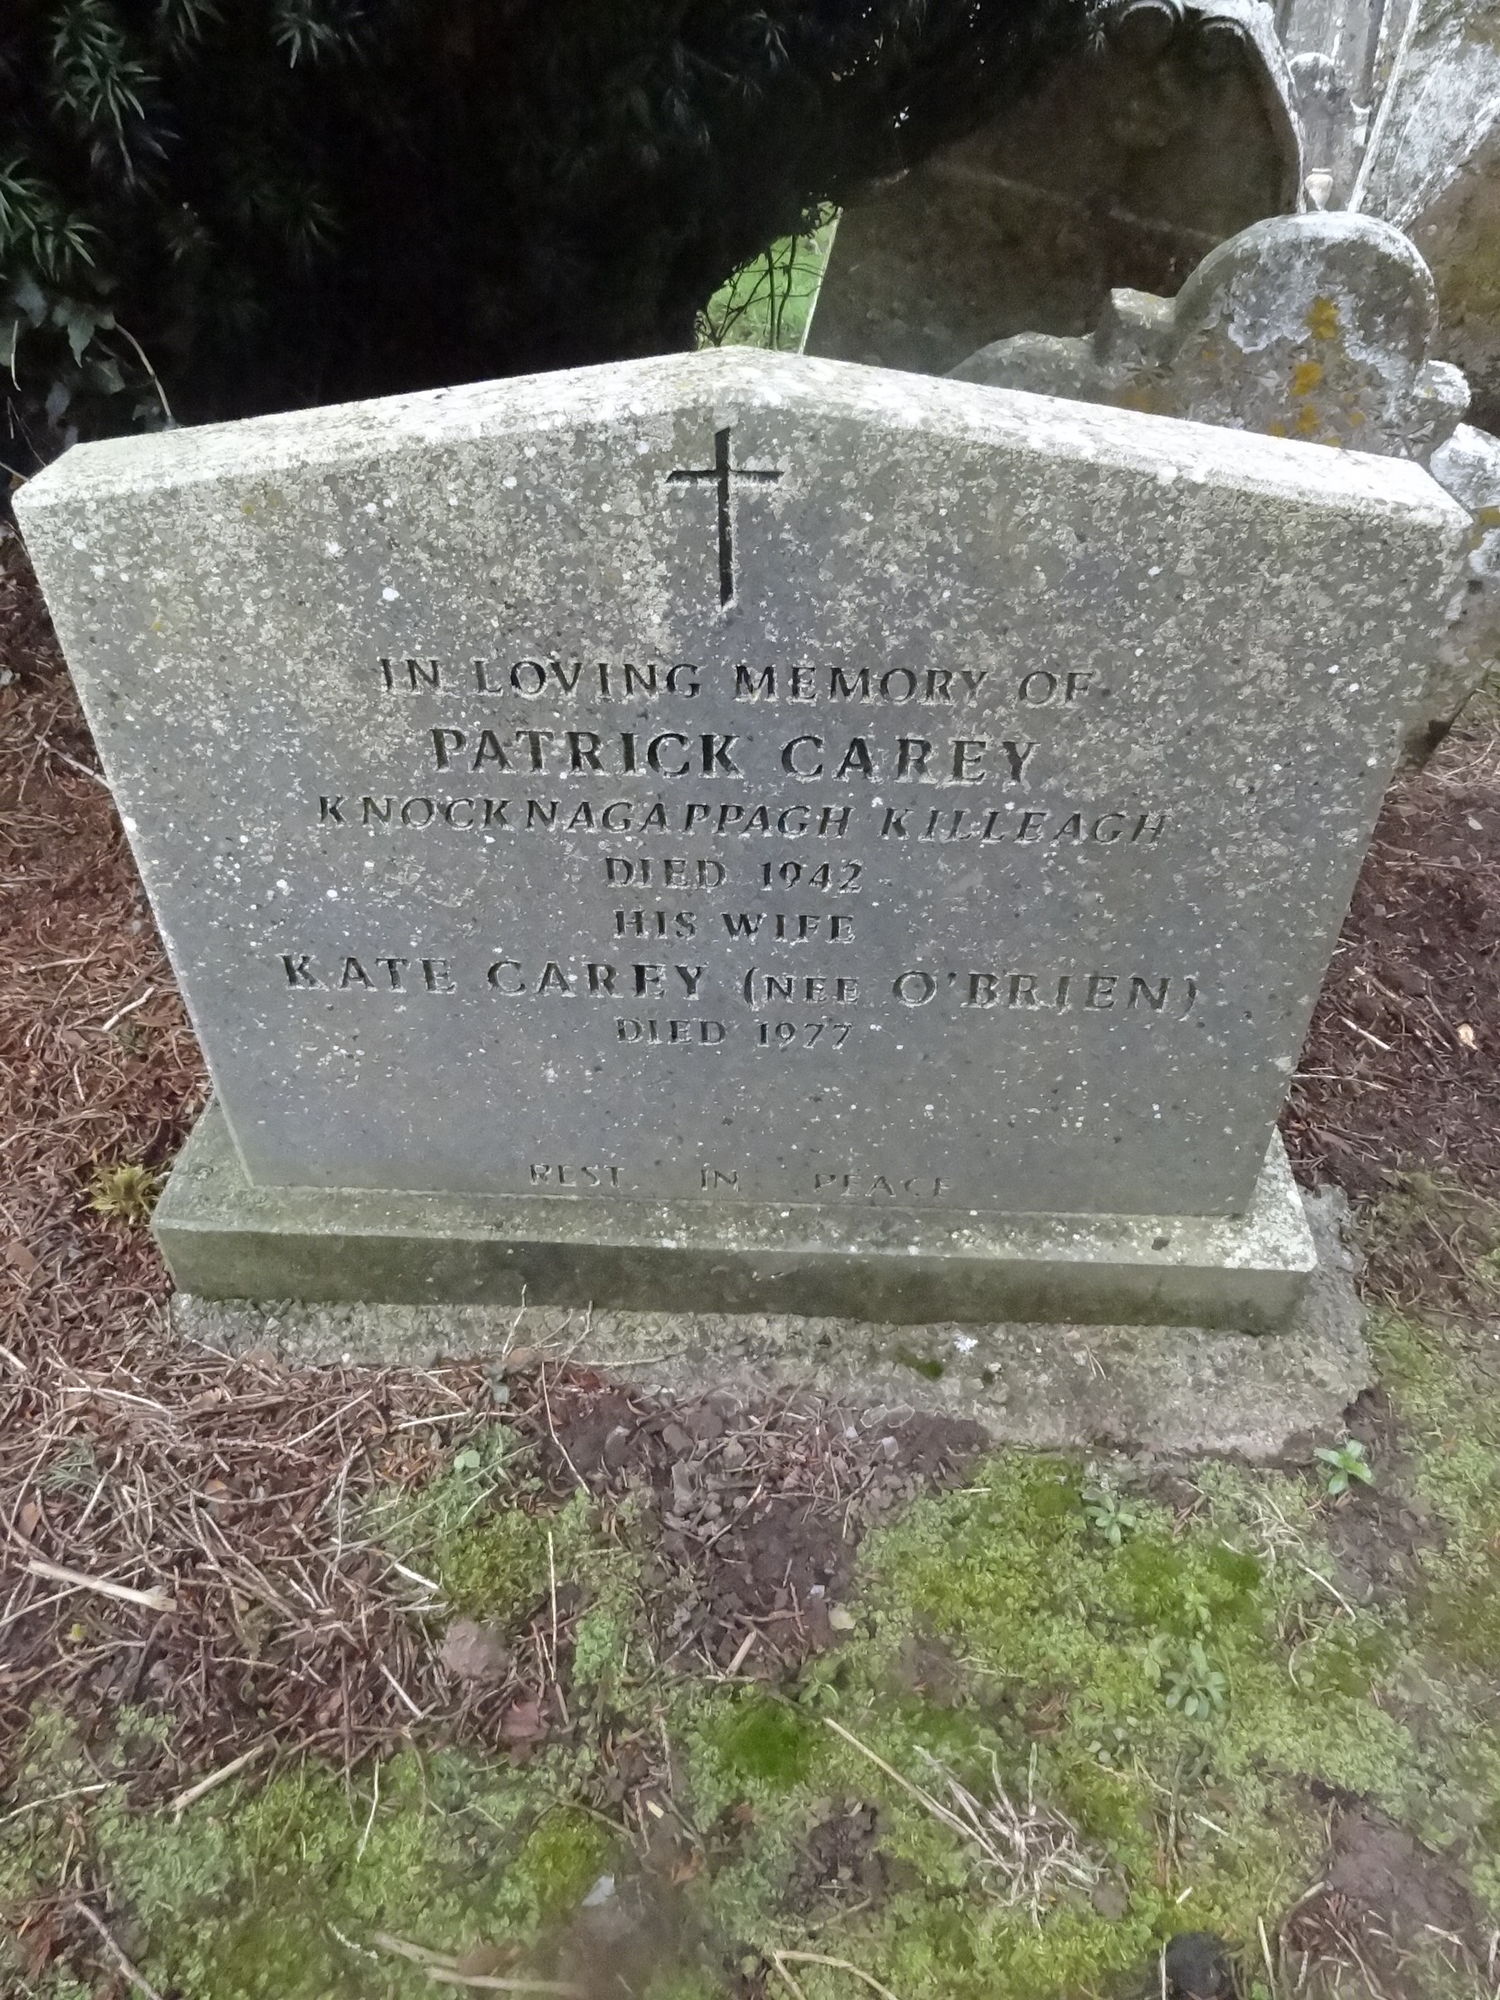 IN LOVING MEMORY OF
PATRICK CAREY
KNOCKNAGAPPAGH KILLEAGH
DIED 1942
HIS WIFE
KATE CAREY (NEE O'BRIEN)
DIED 1977
REST IN PEACE